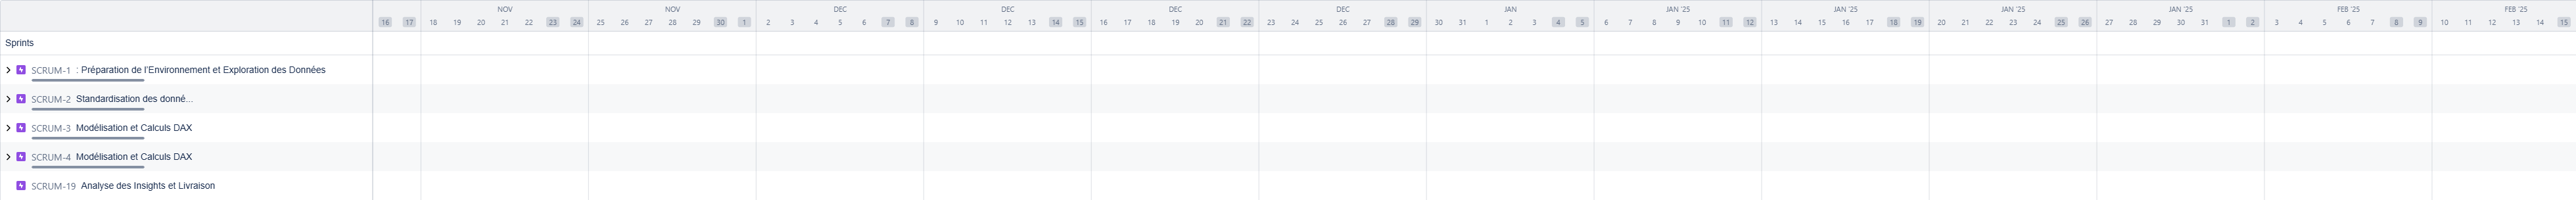 NOV NOV DEC DEC DEC DEC JAN JAN '25 JAN '25 JAN '25 JAN '25 FEB '25 FEB '25
16 17 18 19 20 21 22 23 24 25 26 27 28 29 30 1 2 3 4 5 6 7 8 9 10 11 12 13 14 15 16 17 18 19 20 21 22 23 24 25 26 27 28 29 30 31 1 2 3 4 5 6 7 8 9 10 11 12 13 14 15 16 17 18 19 20 21 22 23 24 25 26 27 28 29 30 31 1 2 3 4 5 6 7 8 9 10 11 12 13 14 15
Sprints
SCRUM-1 : Préparation de l'Environnement et Exploration des Données
SCRUM-2 Standardisation des donné...
SCRUM-3 Modélisation et Calculs DAX
SCRUM-4 Modélisation et Calculs DAX
SCRUM-19 Analyse des Insights et Livraison